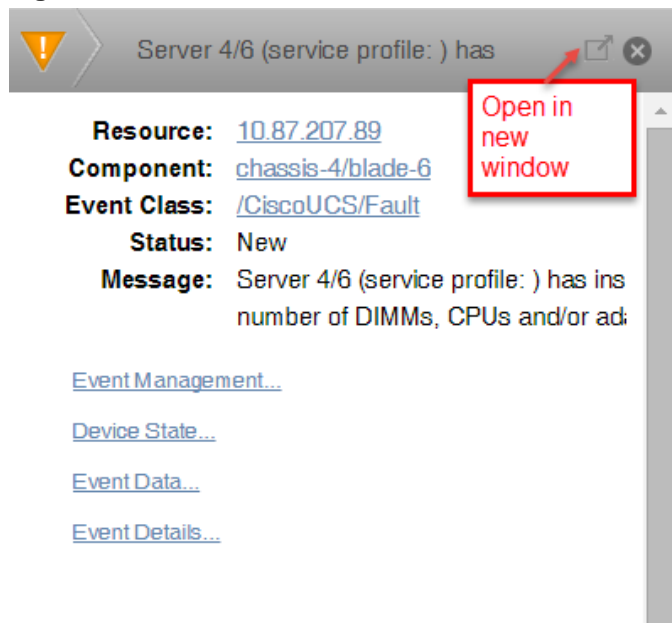 Server 4/6 (service profile: ) has
Open in
new
window
Resource: 10.87.207.89
Component: chassis-4/blade-6
Event Class: /CiscoUCS/Fault
Status: New
Message: Server 4/6 (service profile: ) has ins
number of DIMMs, CPUs and/or
Event Management...
Device State...
Event Data...
Event Details...